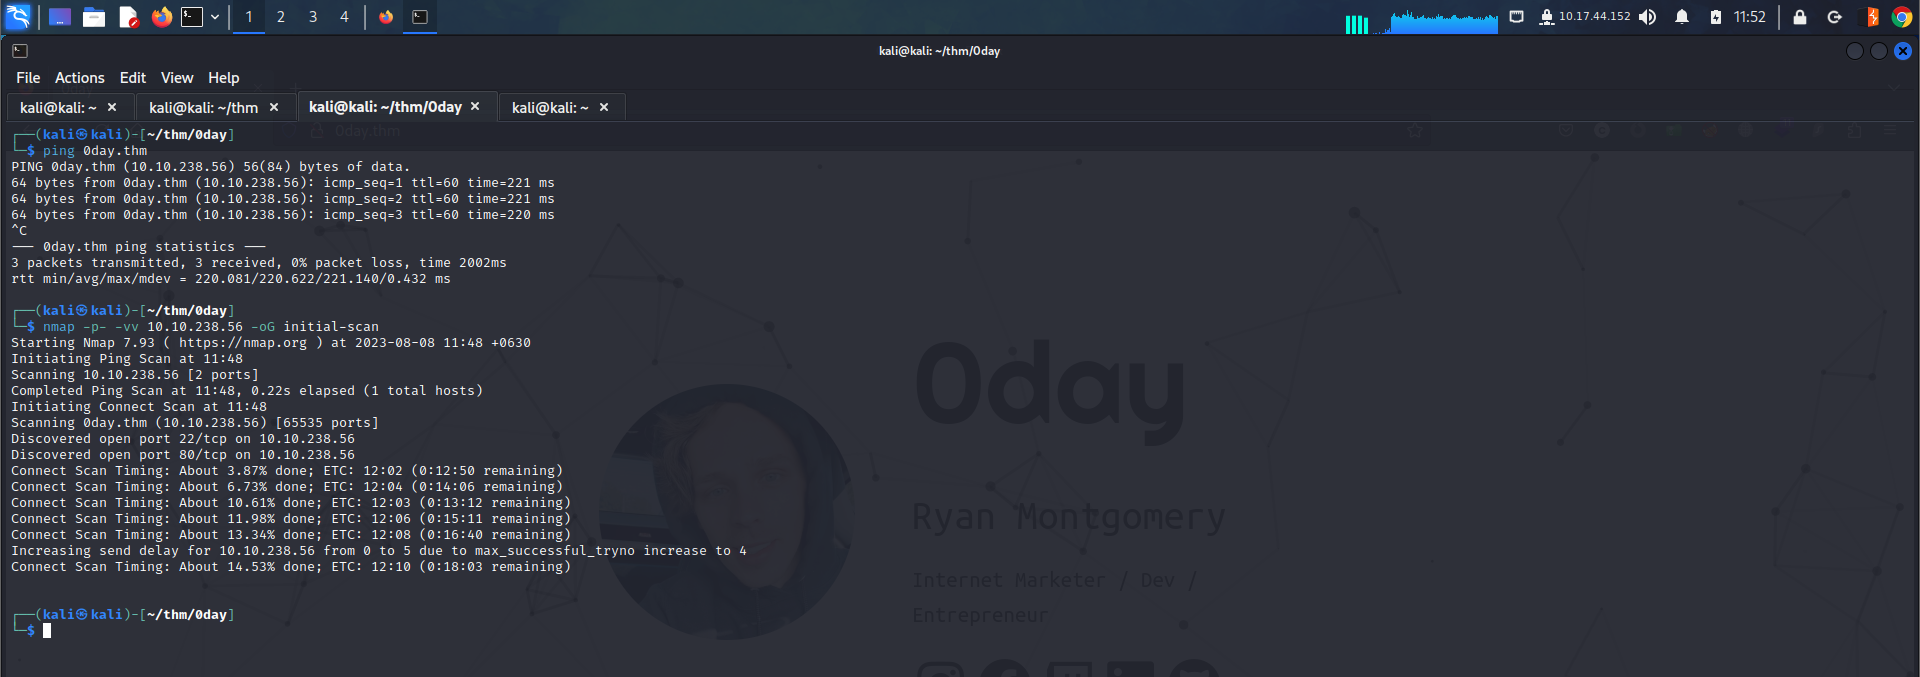 1 2 3 4 10.17.44.152 11:52
kali@kali: ~/thm/0day
File Actions Edit View Help
kali@kali: ~ × kali@kali: ~/thm × kali@kali: ~/thm/0day × kali@kali: ~ ×
(kali㉿kali)-[~/thm/0day]
0day.thm
$ ping 0day.thm
PING 0day.thm (10.10.238.56) 56(84) bytes of data.
64 bytes from 0day.thm (10.10.238.56): icmp_seq=1 ttl=60 time=221 ms
64 bytes from 0day.thm (10.10.238.56): icmp_seq=2 ttl=60 time=221 ms
64 bytes from 0day.thm (10.10.238.56): icmp_seq=3 ttl=60 time=220 ms
^C
--- 0day.thm ping statistics ---
3 packets transmitted, 3 received, 0% packet loss, time 2002ms
rtt min/avg/max/mdev = 220.081/220.622/221.140/0.432 ms
(kali㉿kali)-[~/thm/0day]
$ nmap -p- -vv 10.10.238.56 -oG initial-scan
Starting Nmap 7.93 ( https://nmap.org ) at 2023-08-08 11:48 +0630
Initiating Ping Scan at 11:48
Scanning 10.10.238.56 [2 ports]
Completed Ping Scan at 11:48, 0.22s elapsed (1 total hosts)
Initiating Connect Scan at 11:48
Scanning 0day.thm (10.10.238.56) [65535 ports]
Discovered open port 22/tcp on 10.10.238.56
Discovered open port 80/tcp on 10.10.238.56
Connect Scan Timing: About 3.87% done; ETC: 12:02 (0:12:50 remaining)
Connect Scan Timing: About 6.73% done; ETC: 12:04 (0:14:06 remaining)
Connect Scan Timing: About 10.61% done; ETC: 12:03 (0:13:12 remaining)
Connect Scan Timing: About 11.98% done; ETC: 12:06 (0:15:11 remaining)
Connect Scan Timing: About 13.34% done; ETC: 12:08 (0:16:40 remaining)
Increasing send delay for 10.10.238.56 from 0 to 5 due to max_successful_tryno increase to 4
Connect Scan Timing: About 14.53% done; ETC: 12:10 (0:18:03 remaining)
(kali㉿kali)-[~/thm/0day]
$
0day
Ryan Montgomery
Internet Marketer / Dev /
Entrepreneur